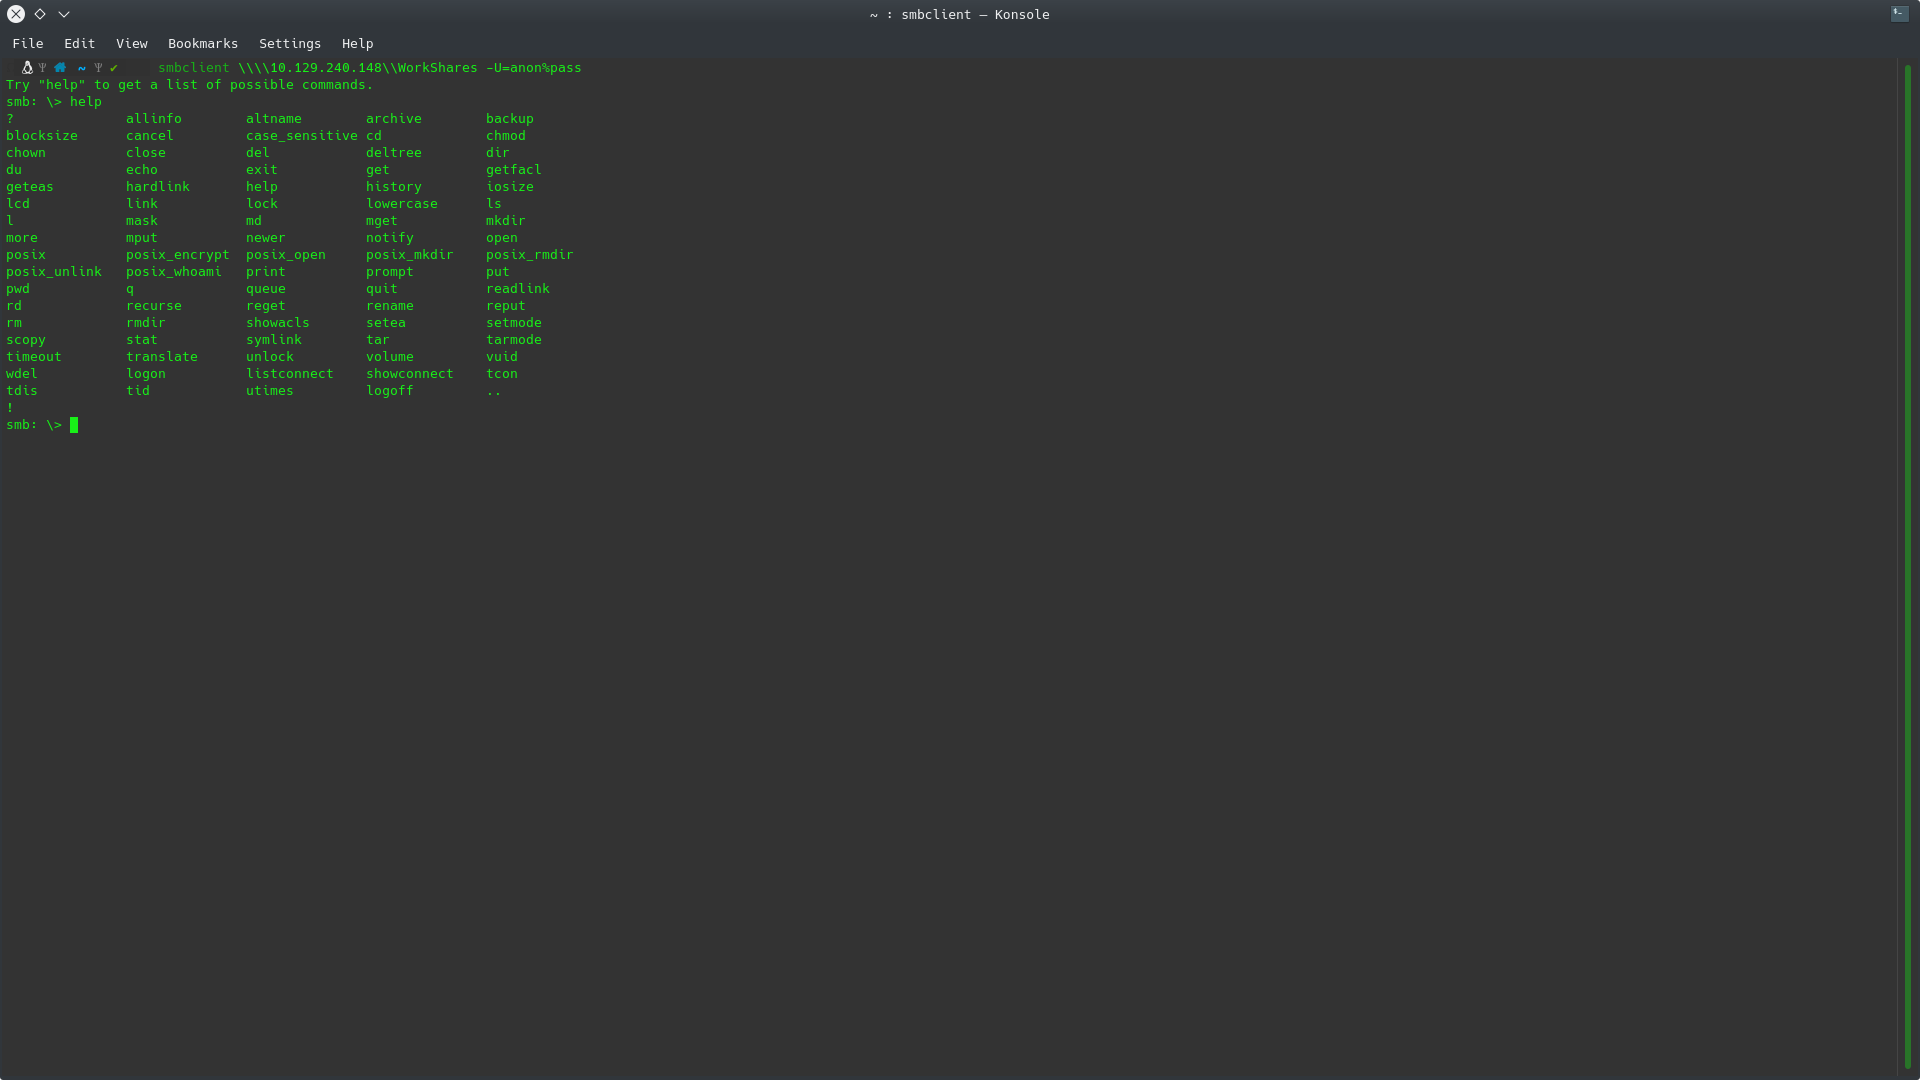 ~ : smbclient — Konsole
File Edit View Bookmarks Settings Help
~ ✔ smbclient \\\\10.129.240.148\\WorkShares -U=anon%pass
Try "help" to get a list of possible commands.
smb: \> help
? allinfo altname archive backup
blocksize cancel case_sensitive cd chmod
chown close del deltree dir
du echo exit get getfacl
geteas hardlink help history iosize
lcd link lock lowercase ls
l mask md mget mkdir
more mput newer notify open
posix posix_encrypt posix_open posix_mkdir posix_rmdir
posix_unlink posix_whoami print prompt put
pwd q queue quit readlink
rd recurse reget rename reput
rm rmdir showacls setea setmode
scopy stat symlink tar tarmode
timeout translate unlock volume vuid
wdel logon listconnect showconnect tcon
tdis tid utimes logoff ..
!
smb: \>